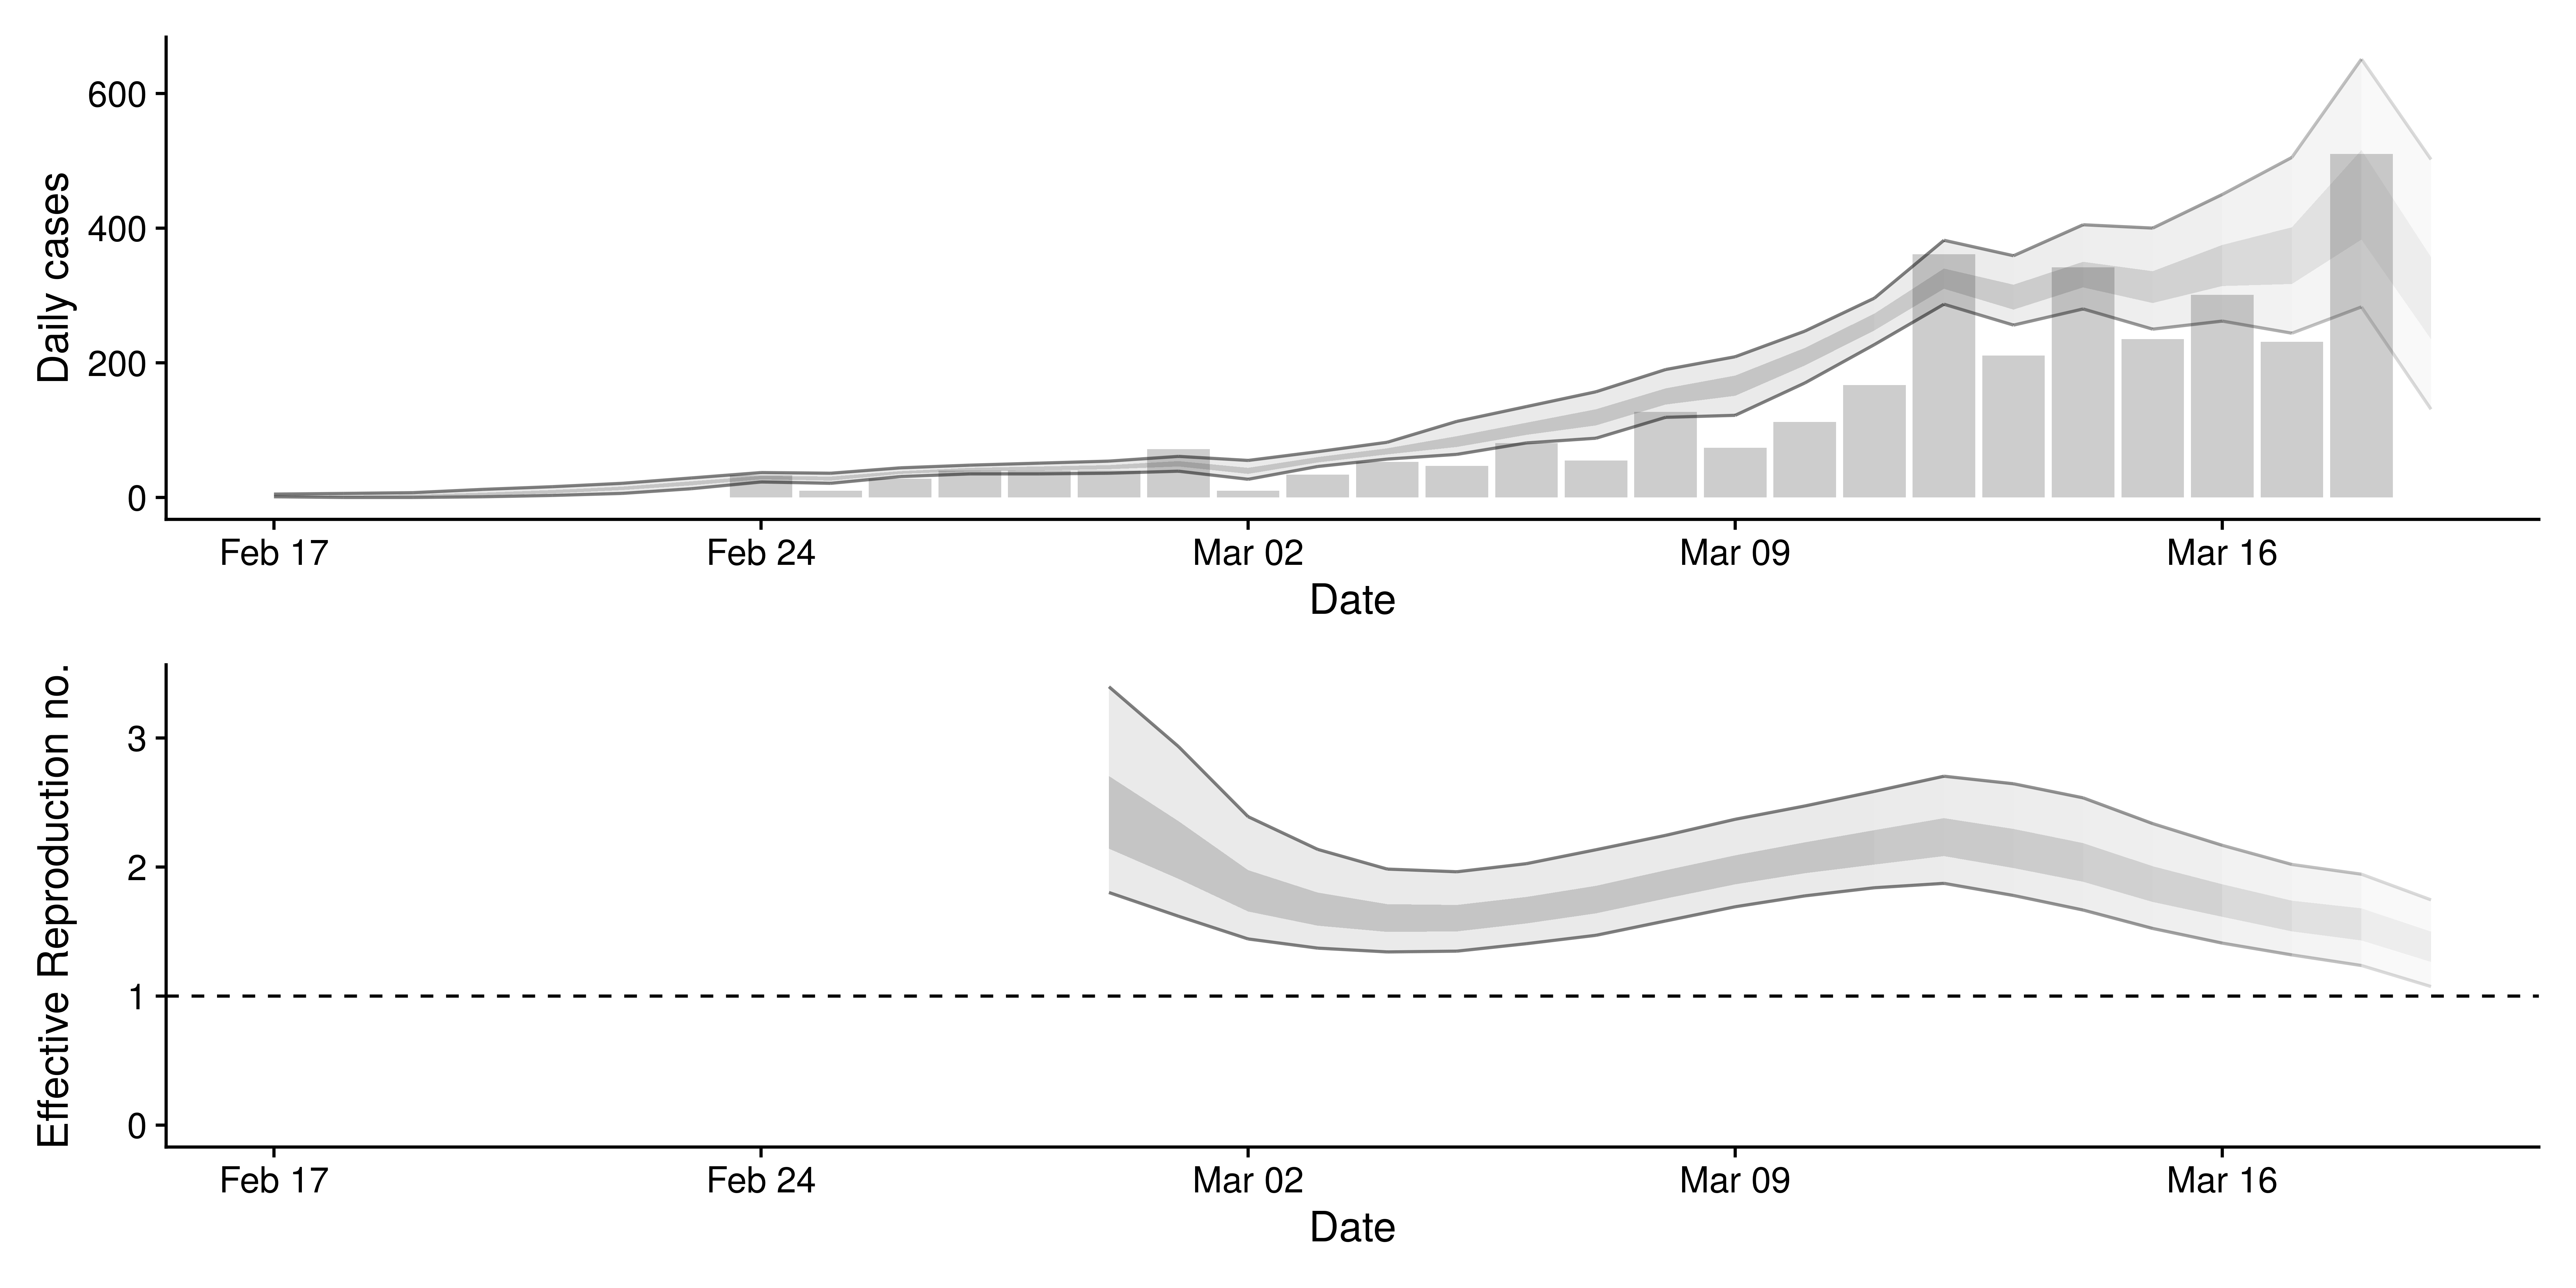 Daily cases
600
400
200
0
Feb 17 Feb 24 Mar 02 Mar 09 Mar 16
Date
Effective Reproduction no.
3
2
1
0
Feb 17 Feb 24 Mar 02 Mar 09 Mar 16
Date